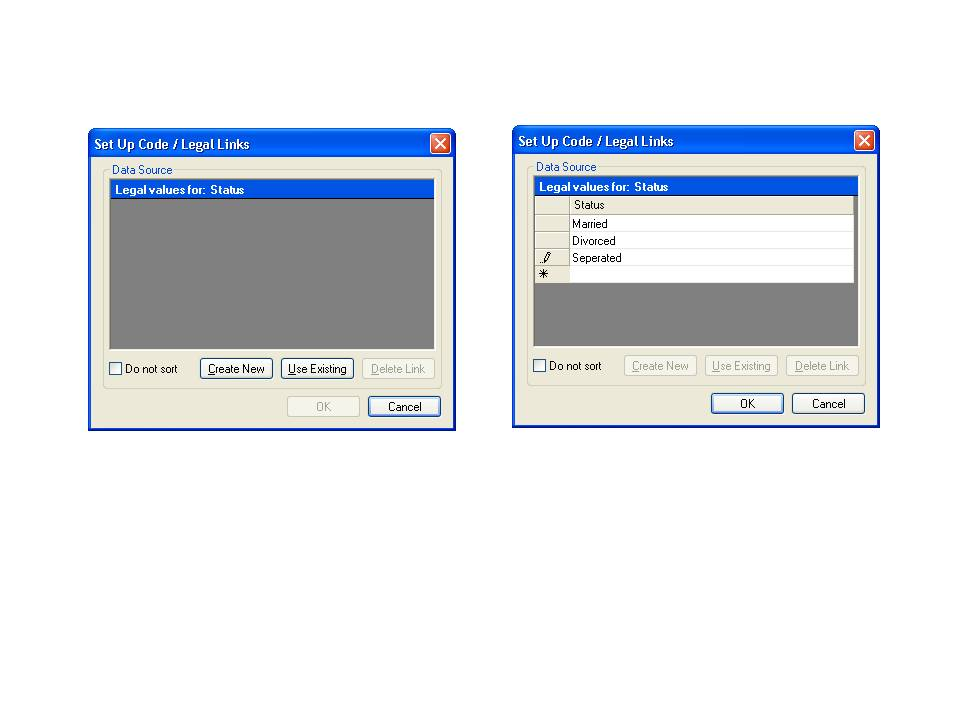 Set Up Code / Legal Links
Data Source
Legal values for: Status
Do not sort
Create New
Use Existing
Delete Link
OK
Cancel
Set Up Code / Legal Links
Data Source
Legal values for: Status
Status
Married
Divorced
Seperated
Do not sort
Create New
Use Existing
Delete Link
OK
Cancel